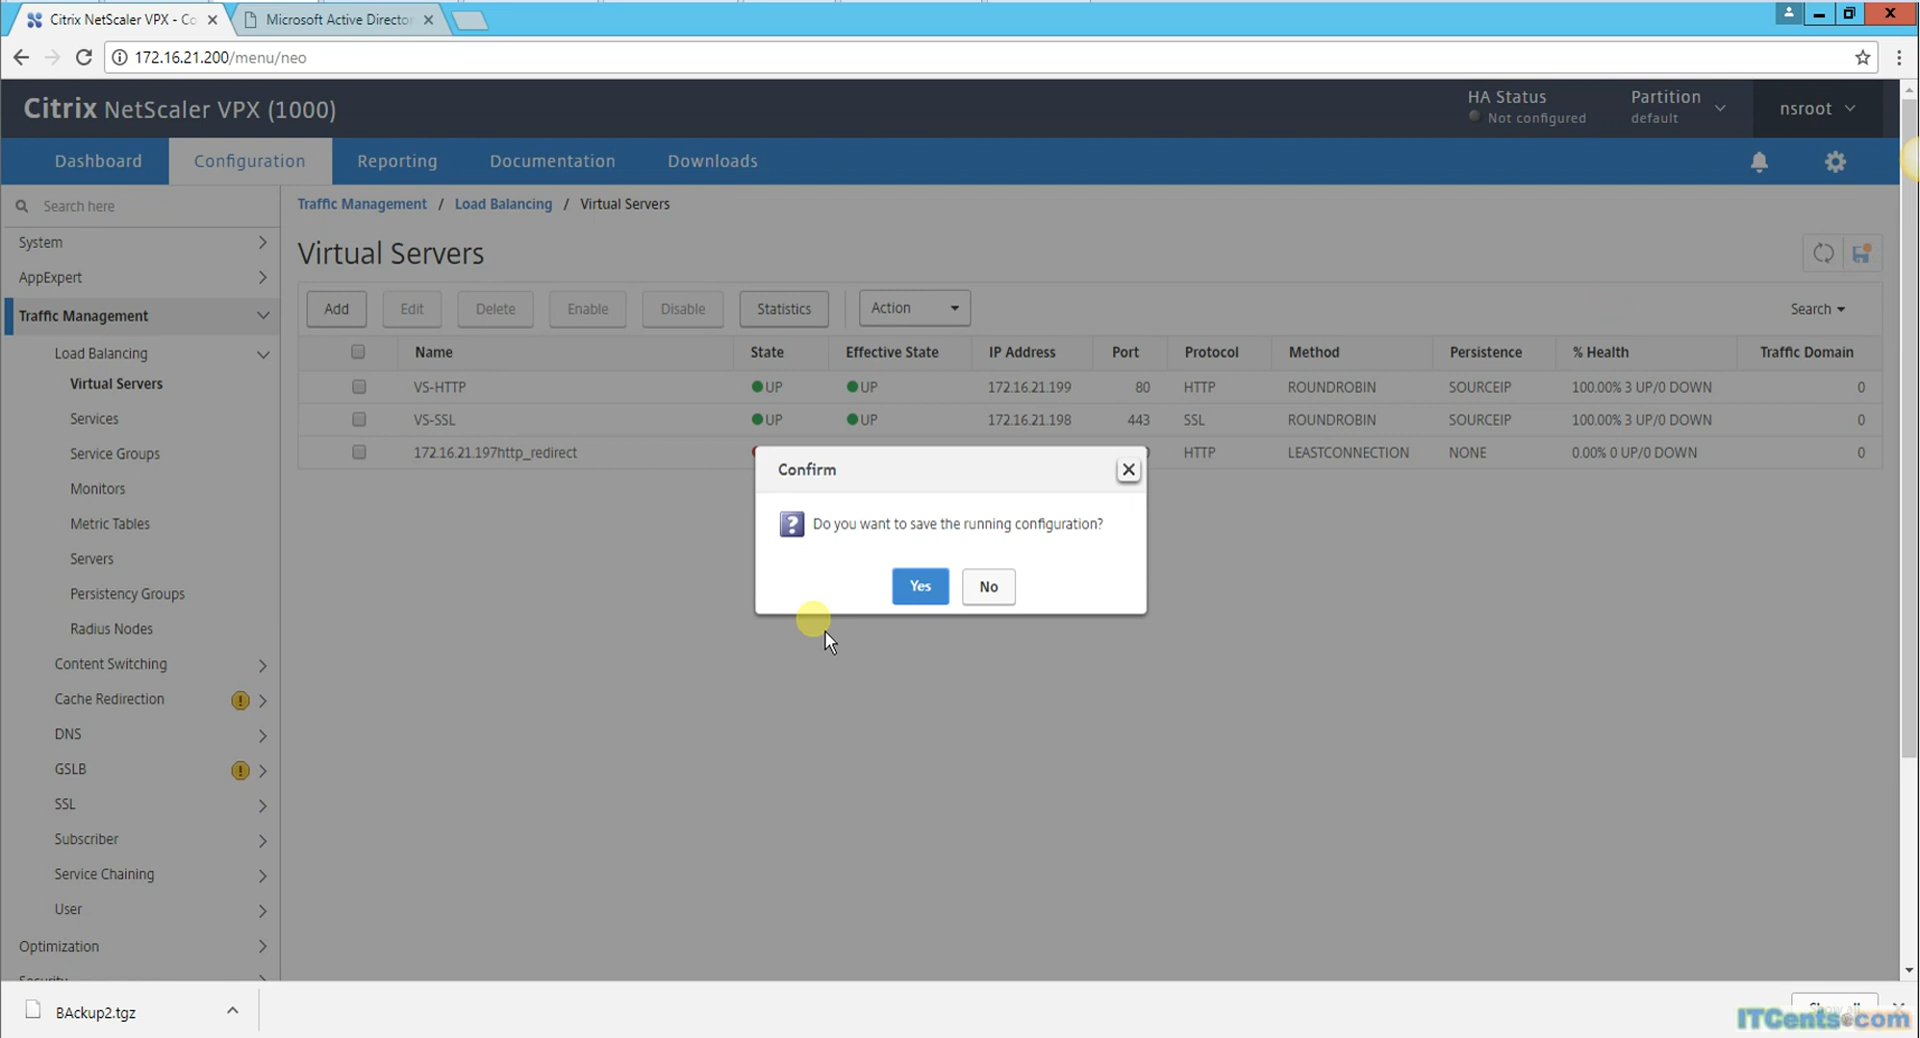 Citrix NetScaler VPX - Co
Microsoft Active Director
172.16.21.200/menu/neo
Citrix NetScaler VPX (1000)
HA Status
Not configured
Partition
default
nsroot
Dashboard Configuration Reporting Documentation Downloads
Search here
Traffic Management / Load Balancing / Virtual Servers
System
AppExpert
Traffic Management
Load Balancing
Virtual Servers
Services
Service Groups
Monitors
Metric Tables
Servers
Persistency Groups
Radius Nodes
Content Switching
Cache Redirection
DNS
GSLB
SSL
Subscriber
Service Chaining
User
Optimization
Security
Virtual Servers
Add Edit Delete Enable Disable Statistics Action Search
Name State Effective State IP Address Port Protocol Method Persistence % Health Traffic Domain
VS-HTTP UP UP 172.16.21.199 80 HTTP ROUNDROBIN SOURCEIP 100.00% 3 UP/0 DOWN 0
VS-SSL UP UP 172.16.21.198 443 SSL ROUNDROBIN SOURCEIP 100.00% 3 UP/0 DOWN 0
172.16.21.197http_redirect HTTP LEASTCONNECTION NONE 0.00% 0 UP/0 DOWN 0
Confirm
Do you want to save the running configuration?
Yes No
BAckup2.tgz
Show all
ITCents.com